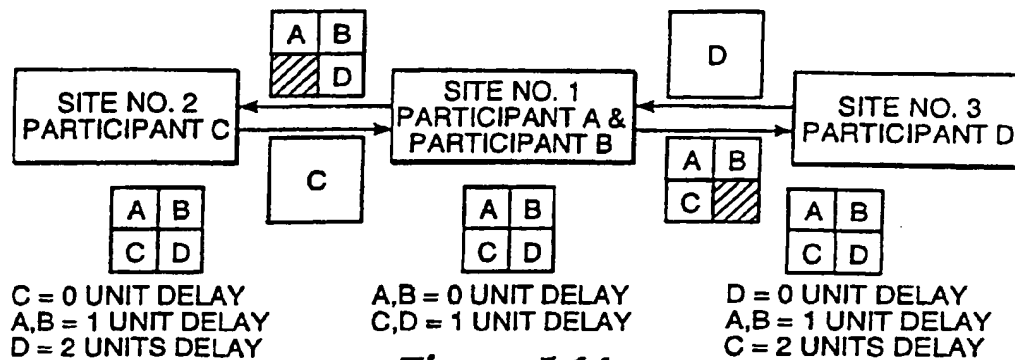 A B
D
D
SITE NO. 2
PARTICIPANT C
SITE NO. 1
PARTICIPANT A &
PARTICIPANT B
SITE NO. 3
PARTICIPANT D
C
A B
C
A B
C D
A B
C D
A B
C D
C = 0 UNIT DELAY
A,B = 1 UNIT DELAY
D = 2 UNITS DELAY
A,B = 0 UNIT DELAY
C,D = 1 UNIT DELAY
D = 0 UNIT DELAY
A,B = 1 UNIT DELAY
C = 2 UNITS DELAY
Figure